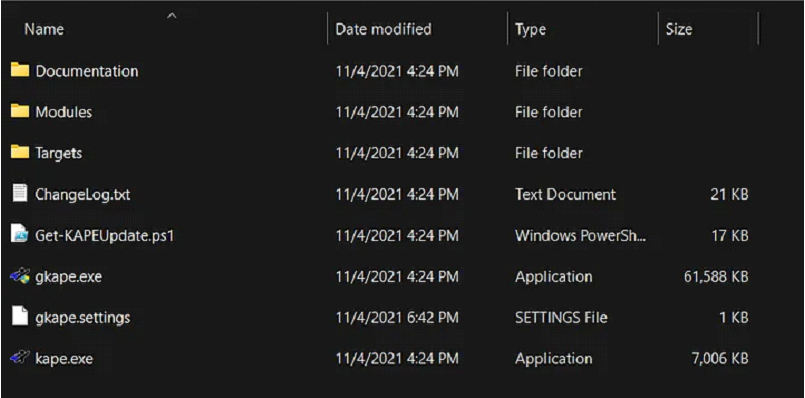 Name Date modified Type Size
Documentation 11/4/2021 4:24 PM File folder
Modules 11/4/2021 4:24 PM File folder
Targets 11/4/2021 4:24 PM File folder
ChangeLog.txt 11/4/2021 4:24 PM Text Document 21 KB
Get-KAPEUpdate.ps1 11/4/2021 4:24 PM Windows PowerSh... 17 KB
gkape.exe 11/4/2021 4:24 PM Application 61,588 KB
gkape.settings 11/4/2021 6:42 PM SETTINGS File 1 KB
kape.exe 11/4/2021 4:24 PM Application 7,006 KB